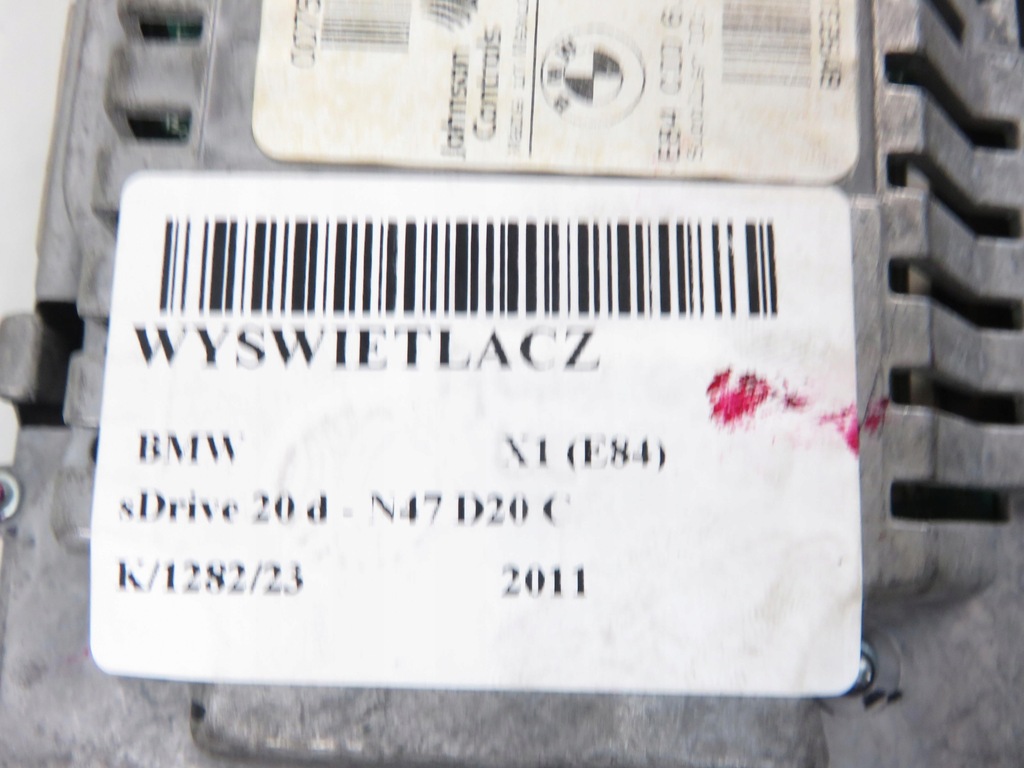 Johnson
Controls
WYSWIETLACZ
BMW X1 (E84)
sDrive 20 d - N47 D20 C
K/1282/23 2011